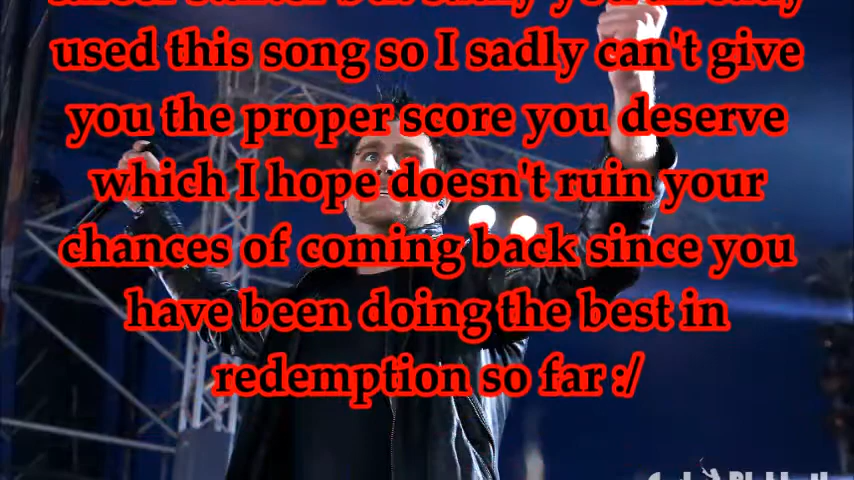 used this song so I sadly can't give
you the proper score you deserve
which I hope doesn't ruin your
chances of coming back since you
have been doing the best in
redemption so far :/